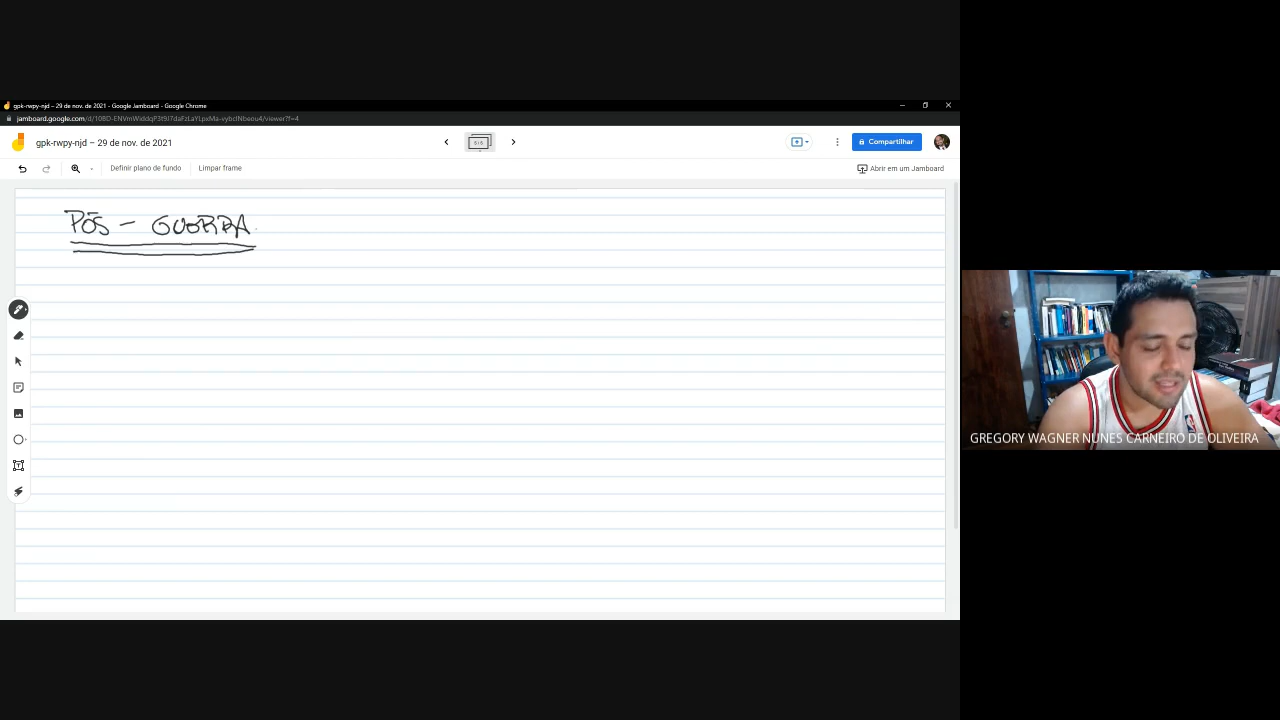 gpk-rwpy-njd – 29 de nov. de 2021 - Google Jamboard - Google Chrome
gpk-rwpy-njd – 29 de nov. de 2021
Compartilhar
Definir plano de fundo
Limpar frame
Abrir em um Jamboard
PÓS - GUERRA
GREGORY WAGNER NUNES CARNEIRO DE OLIVEIRA